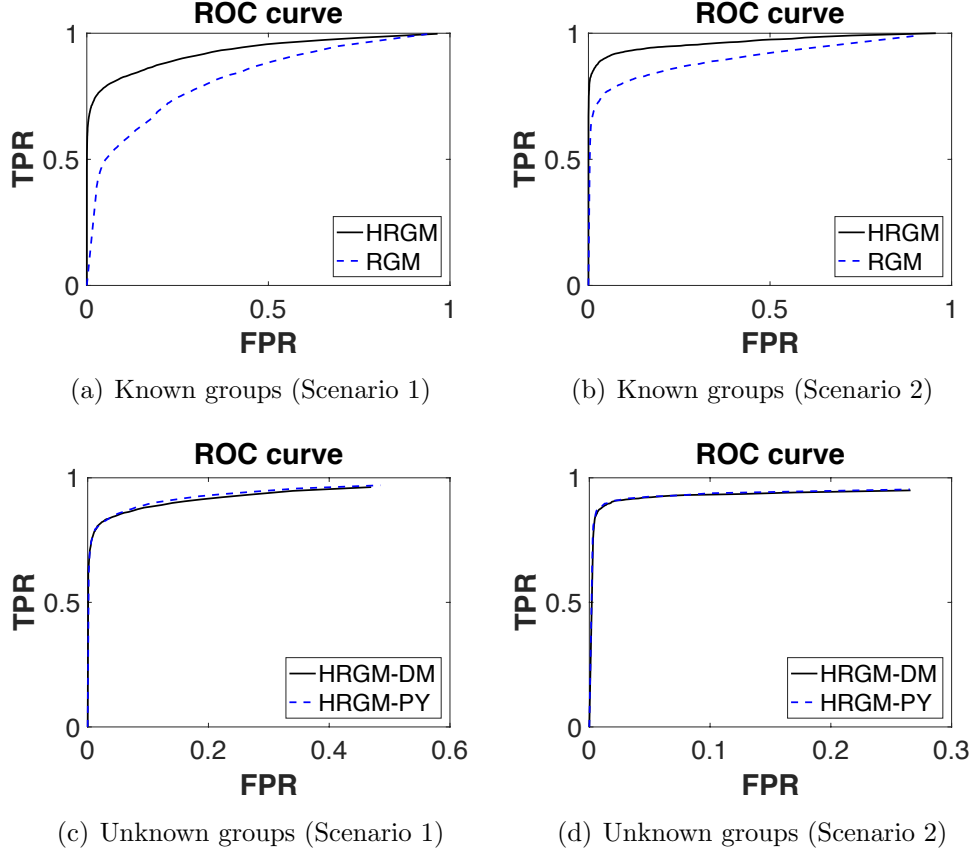 ROC curve
1
0.5
0
TPR
HRGM
RGM
0 0.5 1
FPR
(a) Known groups (Scenario 1)
ROC curve
1
0.5
0
TPR
HRGM
RGM
0 0.5 1
FPR
(b) Known groups (Scenario 2)
ROC curve
1
0.5
0
TPR
HRGM-DM
HRGM-PY
0 0.2 0.4 0.6
FPR
(c) Unknown groups (Scenario 1)
ROC curve
1
0.5
0
TPR
HRGM-DM
HRGM-PY
0 0.1 0.2 0.3
FPR
(d) Unknown groups (Scenario 2)